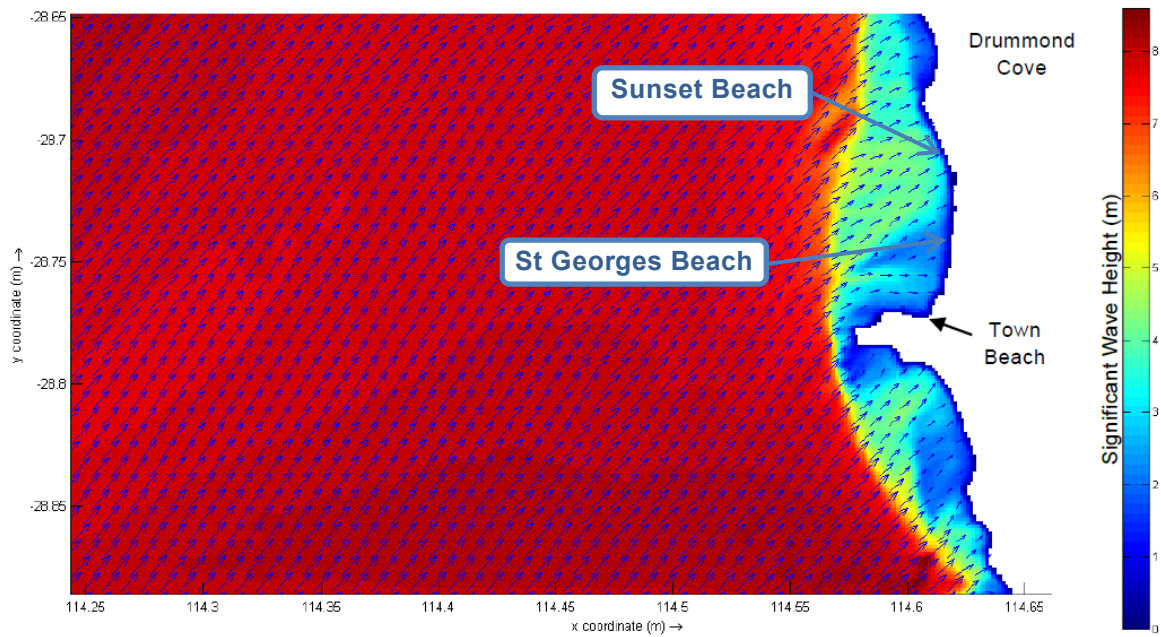 -28.65
-28.7
-28.75
-28.8
-28.85
y coordinate (m) →
114.25 114.3 114.35 114.4 114.45 114.5 114.55 114.6 114.65
x coordinate (m) →
Drummond
Cove
Sunset Beach
St Georges Beach
Town
Beach
Significant Wave Height (m)
8
7
6
5
4
3
2
1
0